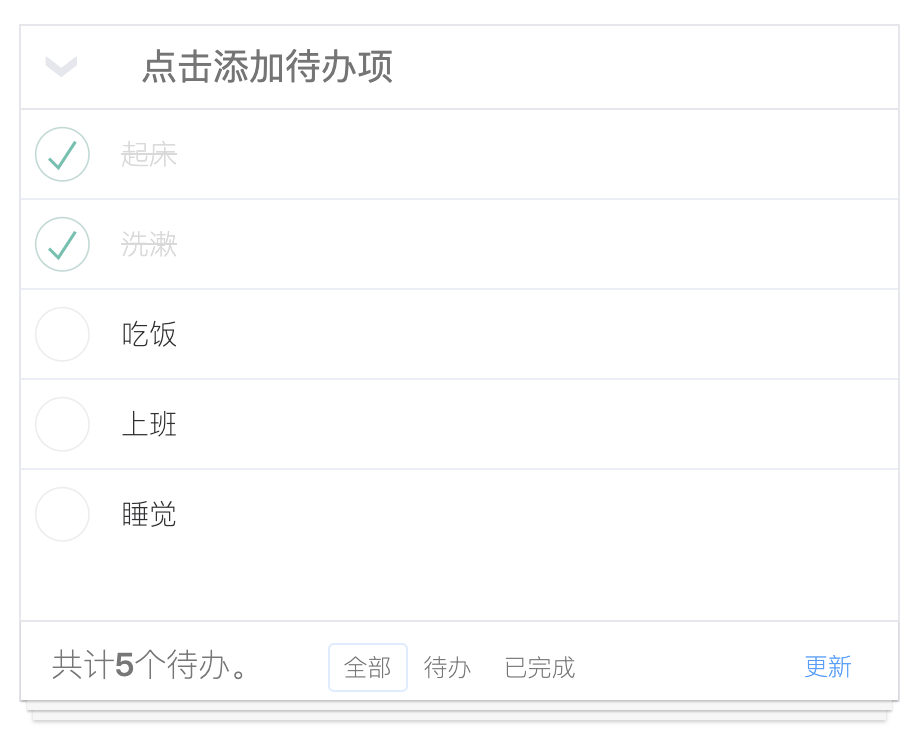 点击添加待办项
起床
洗漱
吃饭
上班
睡觉
共计5个待办。 全部 待办 已完成 更新